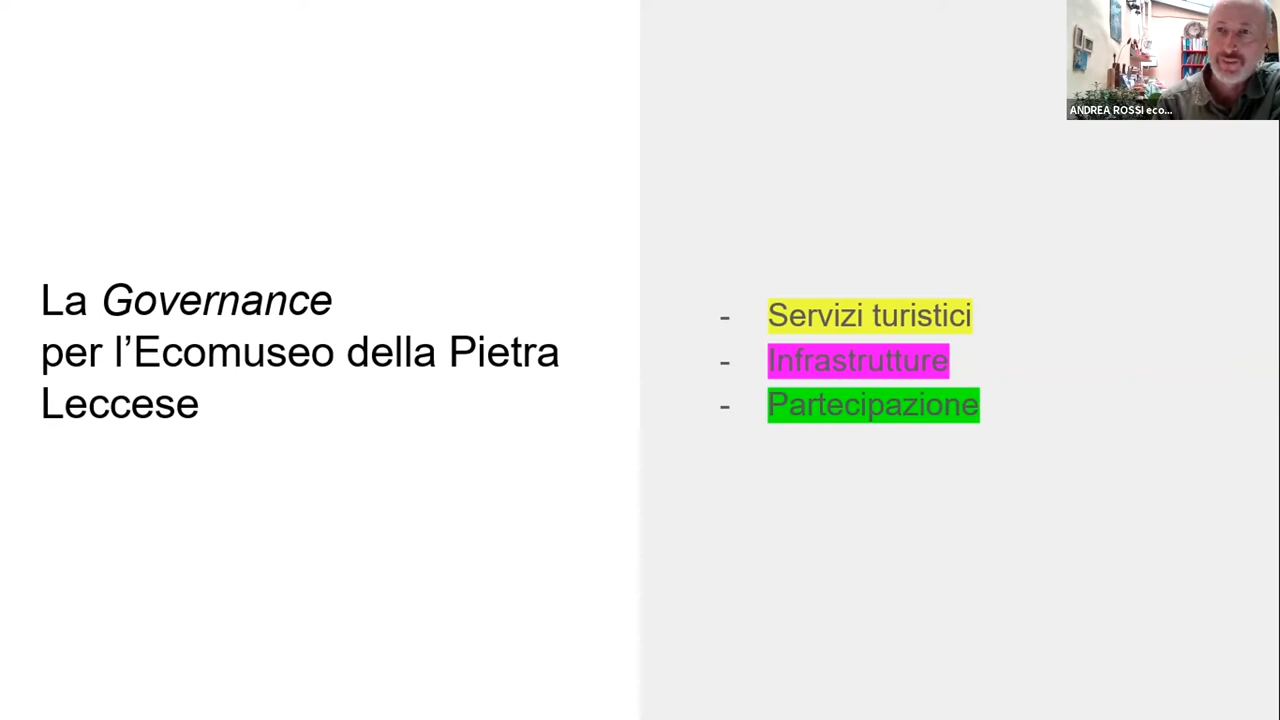 La Governance
per l’Ecomuseo della Pietra
Leccese
- Servizi turistici
- Infrastrutture
- Partecipazione
ANDREA ROSSI eco...